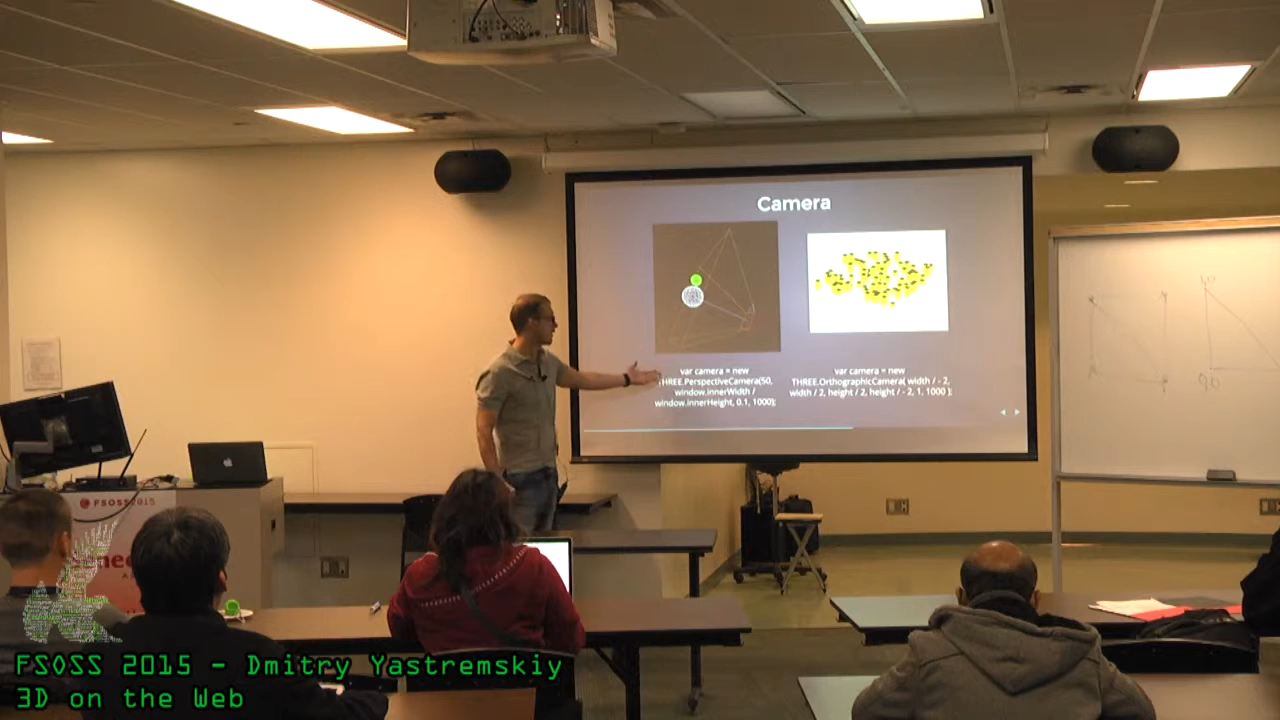 Camera
var camera = new
THREE.PerspectiveCamera(50,
window.innerWidth /
window.innerHeight, 0.1, 1000);
var camera = new
THREE.OrthographicCamera( width / - 2,
width / 2, height / 2, height / - 2, 1, 1000 );
FSOSS2015
FSOSS 2015 - Dmitry Yastremskiy
3D on the Web